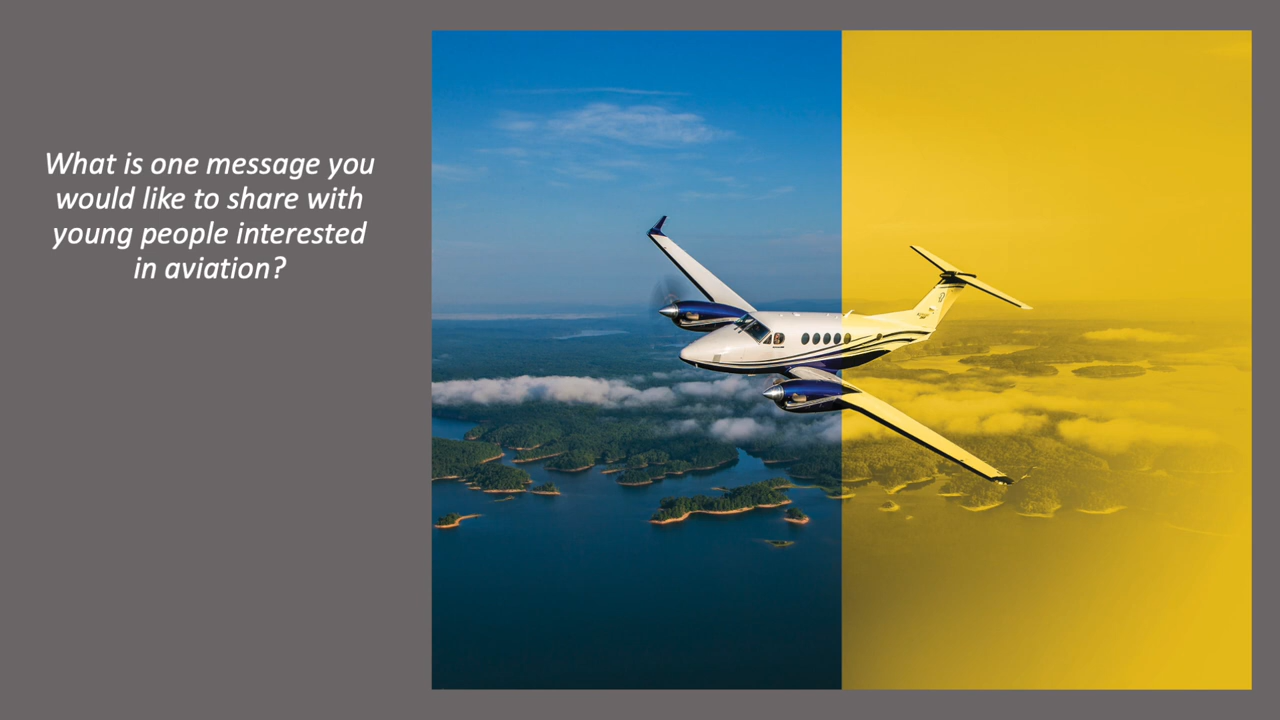 What is one message you
would like to share with
young people interested
in aviation?